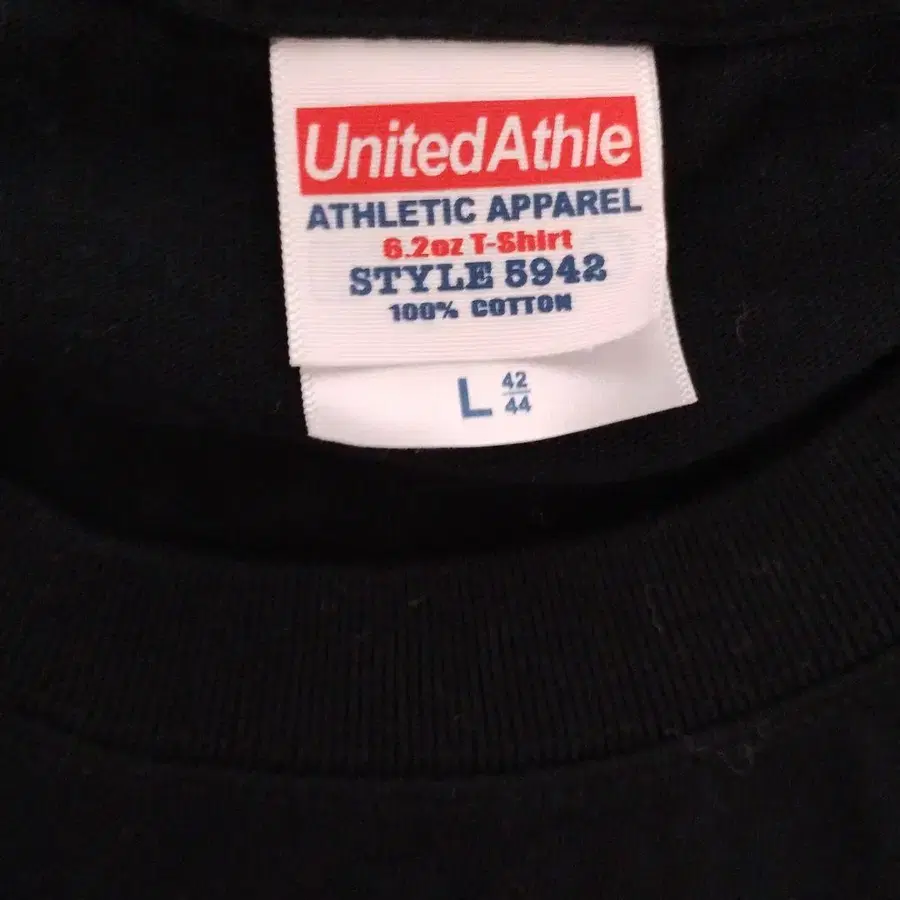 UnitedAthle
ATHLETIC APPAREL
6.2oz T-Shirt
STYLE 5942
100% COTTON
L 42/44